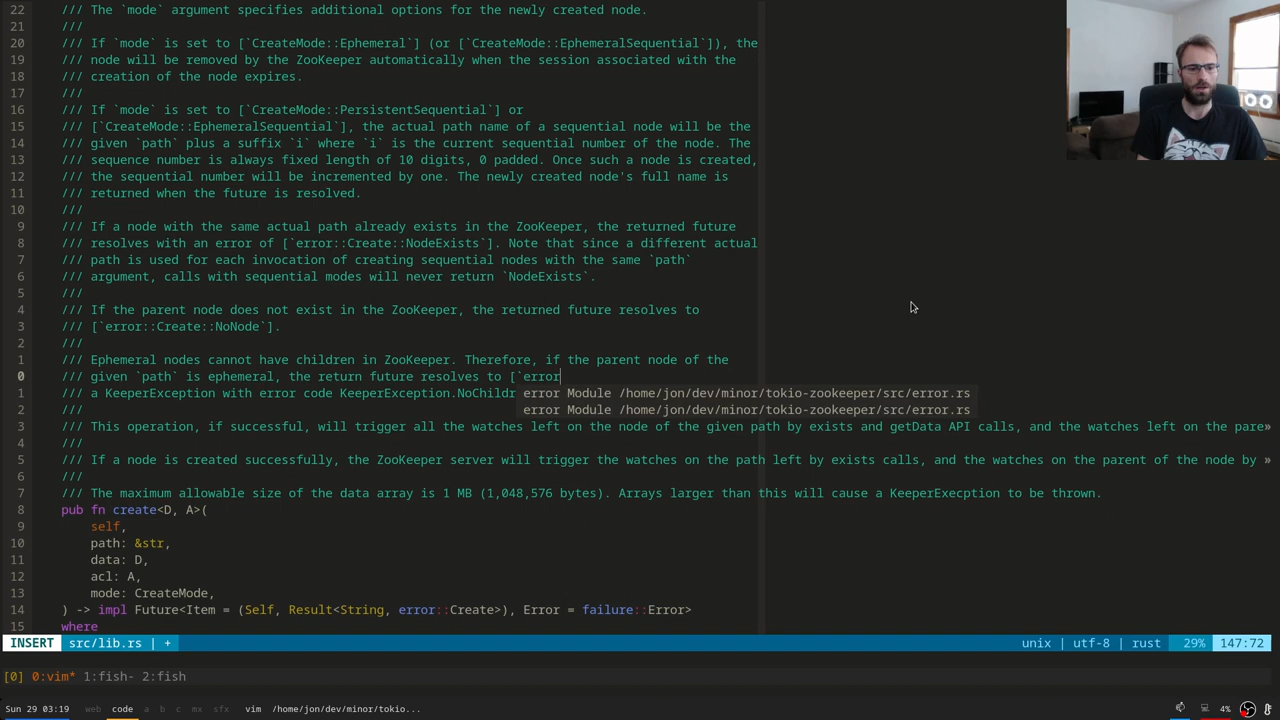 22 /// The `mode` argument specifies additional options for the newly created node.
21 ///
20 /// If `mode` is set to [`CreateMode::Ephemeral`] (or [`CreateMode::EphemeralSequential`]), the
19 /// node will be removed by the ZooKeeper automatically when the session associated with the
18 /// creation of the node expires.
17 ///
16 /// If `mode` is set to [`CreateMode::PersistentSequential`] or
15 /// [`CreateMode::EphemeralSequential`], the actual path name of a sequential node will be the
14 /// given `path` plus a suffix `i` where `i` is the current sequential number of the node. The
13 /// sequence number is always fixed length of 10 digits, 0 padded. Once such a node is created,
12 /// the sequential number will be incremented by one. The newly created node's full name is
11 /// returned when the future is resolved.
10 ///
9 /// If a node with the same actual path already exists in the ZooKeeper, the returned future
8 /// resolves with an error of [`error::Create::NodeExists`]. Note that since a different actual
7 /// path is used for each invocation of creating sequential nodes with the same `path`
6 /// argument, calls with sequential modes will never return `NodeExists`.
5 ///
4 /// If the parent node does not exist in the ZooKeeper, the returned future resolves to
3 /// [`error::Create::NoNode`].
2 ///
1 /// Ephemeral nodes cannot have children in ZooKeeper. Therefore, if the parent node of the
0 /// given `path` is ephemeral, the return future resolves to [`error
1 /// a KeeperException with error code KeeperException.NoChildr error Module /home/jon/dev/minor/tokio-zookeeper/src/error.rs
2 /// error Module /home/jon/dev/minor/tokio-zookeeper/src/error.rs
3 /// This operation, if successful, will trigger all the watches left on the node of the given path by exists and getData API calls, and the watches left on the pare»
4 ///
5 /// If a node is created successfully, the ZooKeeper server will trigger the watches on the path left by exists calls, and the watches on the parent of the node by »
6 ///
7 /// The maximum allowable size of the data array is 1 MB (1,048,576 bytes). Arrays larger than this will cause a KeeperExecption to be thrown.
8 pub fn create<D, A>(
9 self,
10 path: &str,
11 data: D,
12 acl: A,
13 mode: CreateMode,
14 ) -> impl Future<Item = (Self, Result<String, error::Create>), Error = failure::Error>
15 where
INSERT src/lib.rs | + unix | utf-8 | rust 29% 147:72
[0] 0:vim* 1:fish- 2:fish
Sun 29 03:19 web code a b c mx sfx vim /home/jon/dev/minor/tokio... 4%